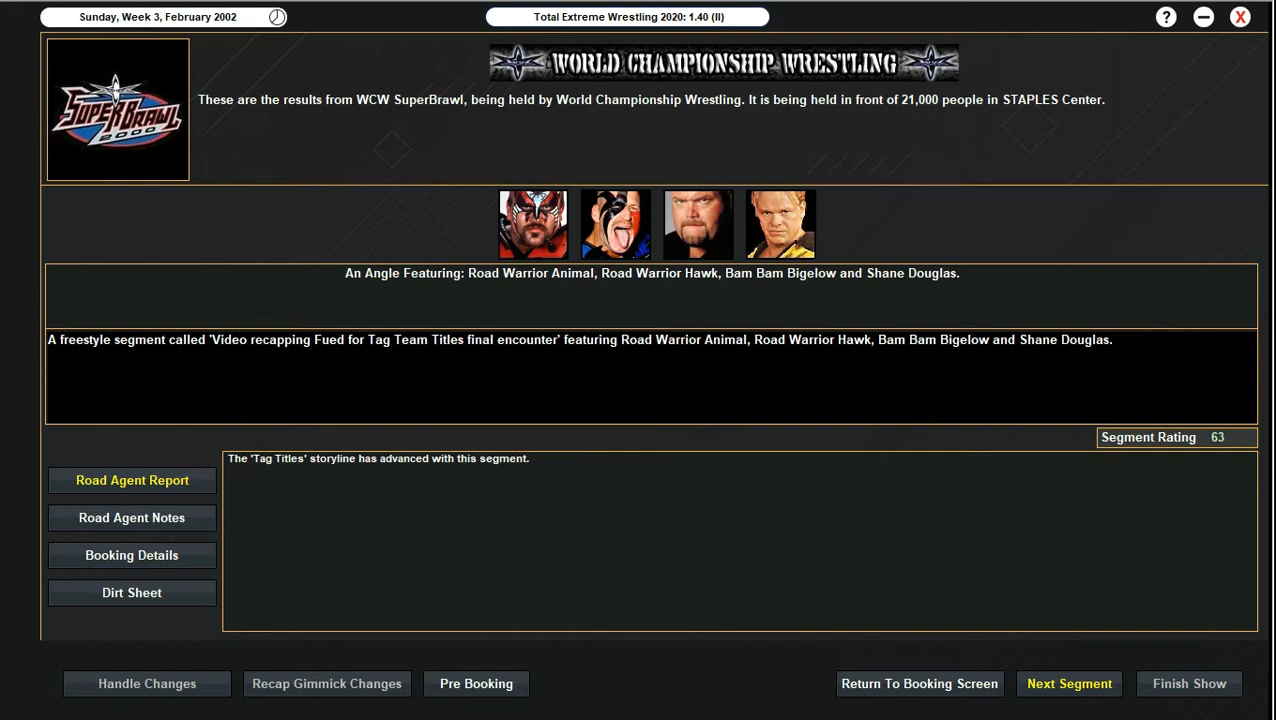 Sunday, Week 3, February 2002
Total Extreme Wrestling 2020: 1.40 (II)
?
X
SUPERBRAWL
2000
WORLD CHAMPIONSHIP WRESTLING
These are the results from WCW SuperBrawl, being held by World Championship Wrestling. It is being held in front of 21,000 people in STAPLES Center.
An Angle Featuring: Road Warrior Animal, Road Warrior Hawk, Bam Bam Bigelow and Shane Douglas.
A freestyle segment called 'Video recapping Fued for Tag Team Titles final encounter' featuring Road Warrior Animal, Road Warrior Hawk, Bam Bam Bigelow and Shane Douglas.
Segment Rating 63
The 'Tag Titles' storyline has advanced with this segment.
Road Agent Report
Road Agent Notes
Booking Details
Dirt Sheet
Handle Changes
Recap Gimmick Changes
Pre Booking
Return To Booking Screen
Next Segment
Finish Show